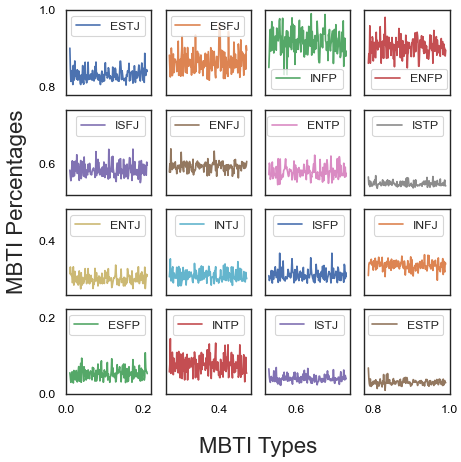 1.0
ESTJ
ESFJ
INFP
ENFP
0.8
ISFJ
ENFJ
ENTP
ISTP
0.6
MBTI Percentages
ENTJ
INTJ
ISFP
INFJ
0.4
0.2
ESFP
INTP
ISTJ
ESTP
0.0
0.0
0.2
0.4
0.6
0.8
1.0
MBTI Types